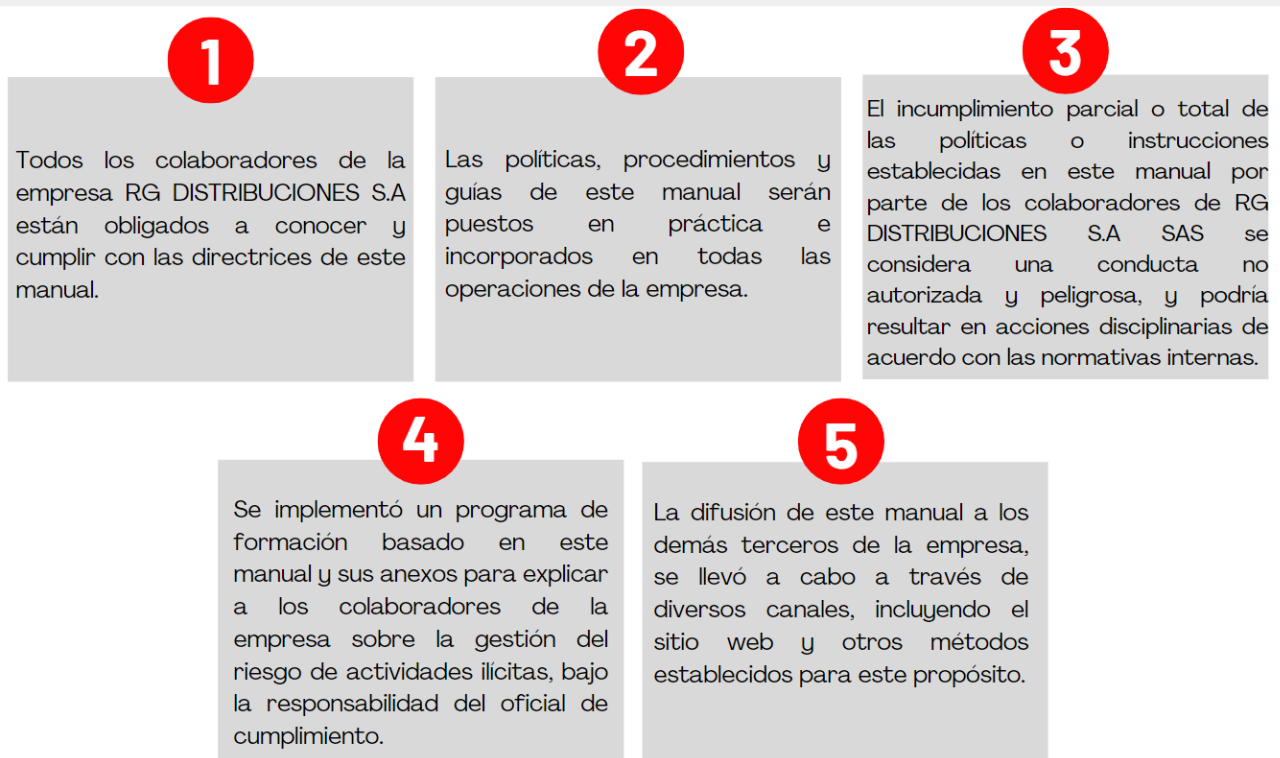 1
Todos los colaboradores de la
empresa RG DISTRIBUCIONES S.A
están obligados a conocer y
cumplir con las directrices de este
manual.
2
Las políticas, procedimientos y
guías de este manual serán
puestos en práctica e
incorporados en todas las
operaciones de la empresa.
3
El incumplimiento parcial o total de
las políticas o instrucciones
establecidas en este manual por
parte de los colaboradores de RG
DISTRIBUCIONES S.A SAS se
considera una conducta no
autorizada y peligrosa, y podría
resultar en acciones disciplinarias de
acuerdo con las normativas internas.
4
Se implementó un programa de
formación basado en este
manual y sus anexos para explicar
a los colaboradores de la
empresa sobre la gestión del
riesgo de actividades ilícitas, bajo
la responsabilidad del oficial de
cumplimiento.
5
La difusión de este manual a los
demás terceros de la empresa,
se llevó a cabo a través de
diversos canales, incluyendo el
sitio web y otros métodos
establecidos para este propósito.